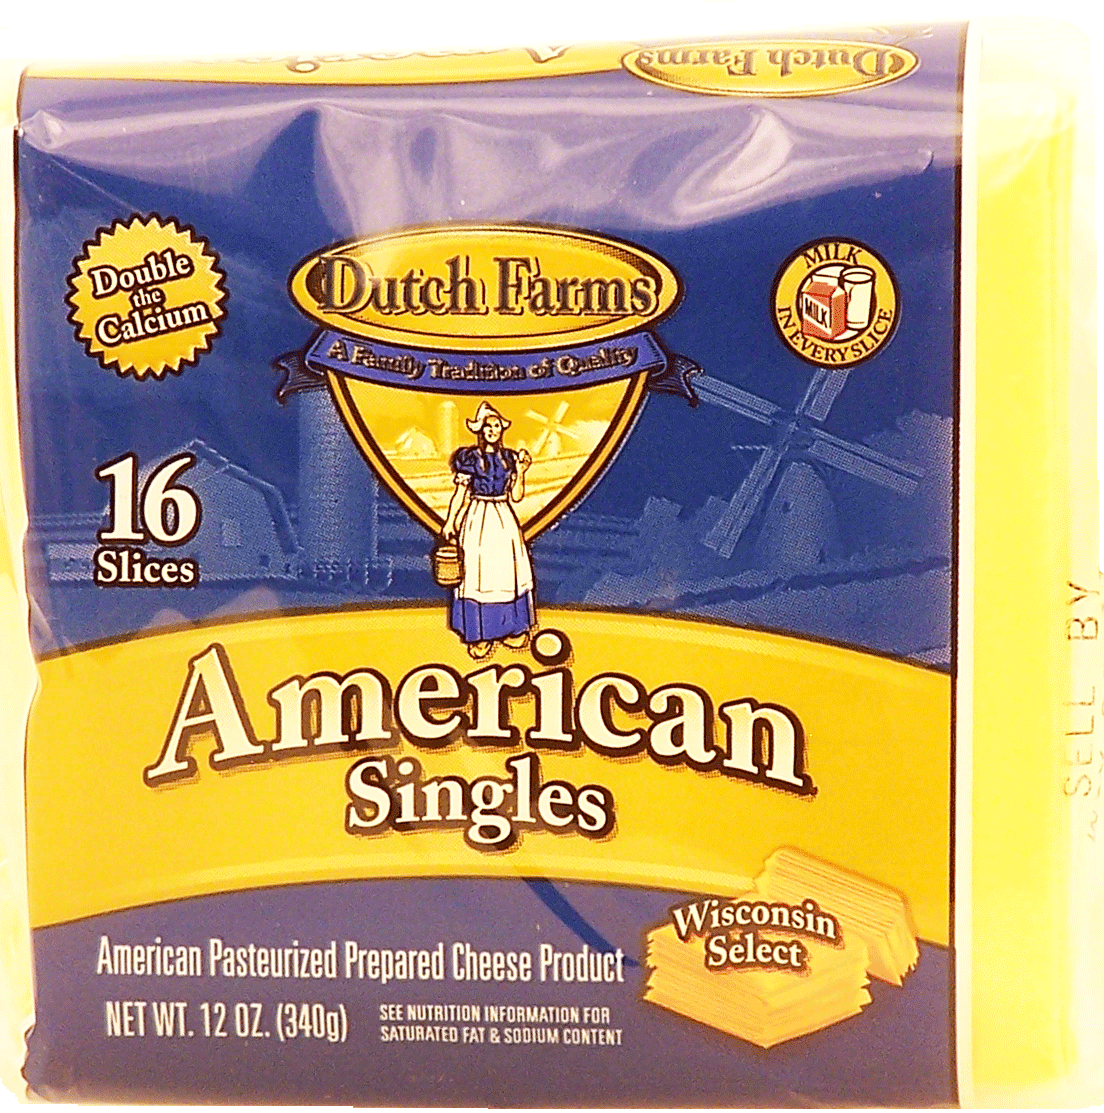 Dutch Farms
American
Double
the
Calcium
Dutch Farms
A Family Tradition of Quality
MILK
IN EVERY SLICE
MILK
16
Slices
American
Singles
Wisconsin
Select
American Pasteurized Prepared Cheese Product
NET WT. 12 OZ. (340g)
SEE NUTRITION INFORMATION FOR
SATURATED FAT & SODIUM CONTENT
SELL BY